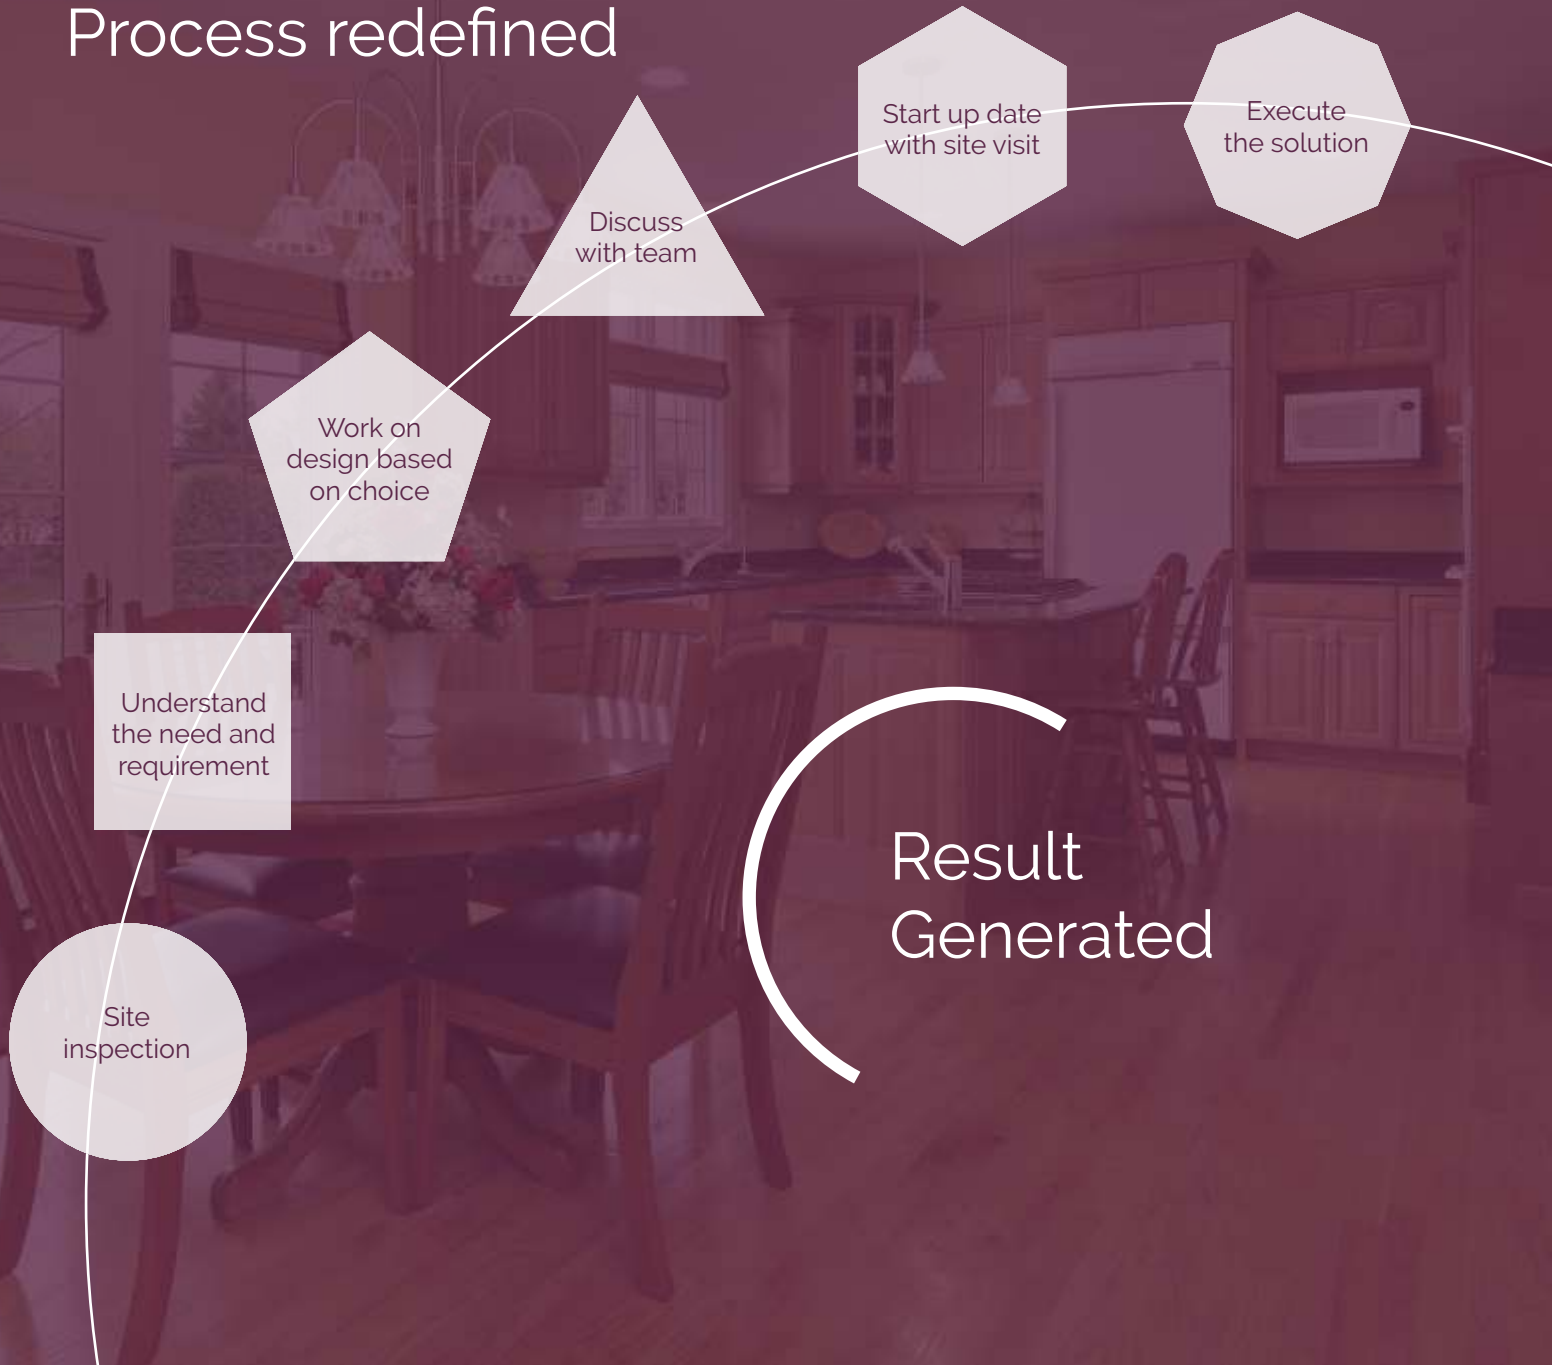 Process redefined
Start up date
with site visit
Execute
the solution
Discuss
with team
Work on
design based
on choice
Understand
the need and
requirement
Site
inspection
Result
Generated